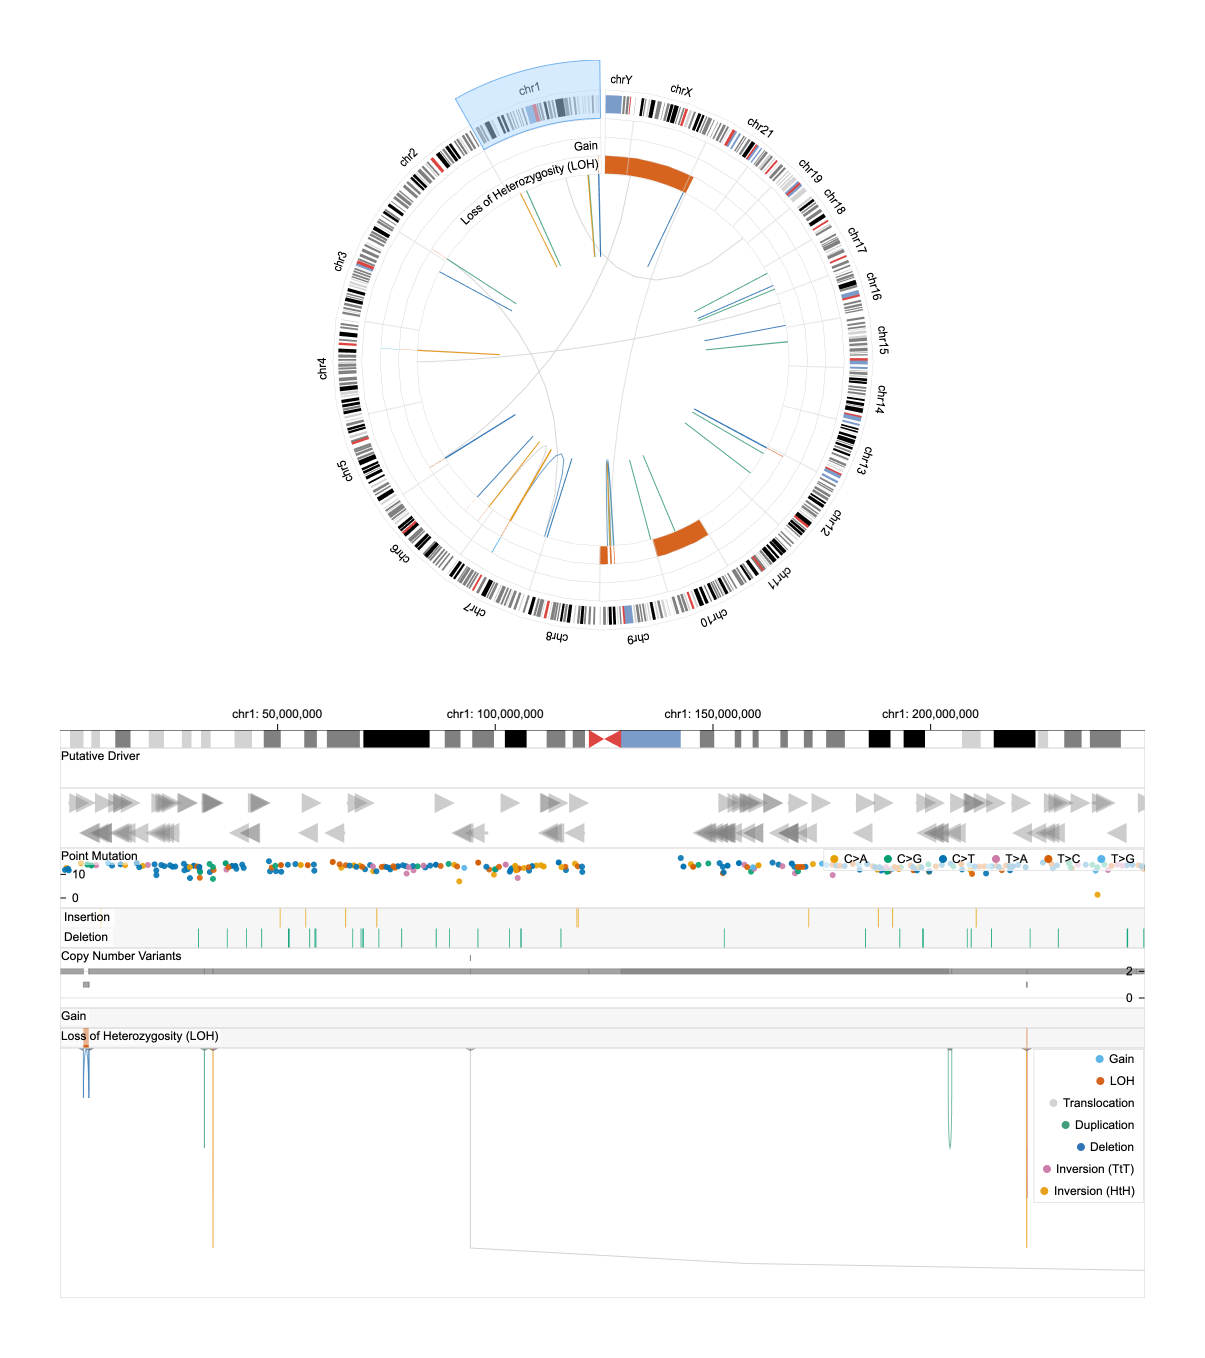 chr1
chrY
chrX
chr21
chr19
chr18
chr17
chr16
chr15
chr14
chr13
chr12
chr11
chr10
chr9
chr8
chr7
chr6
chr5
chr4
chr3
chr2
Gain
Loss of Heterozygosity (LOH)
chr1: 50,000,000
chr1: 100,000,000
chr1: 150,000,000
chr1: 200,000,000
Putative Driver
Point Mutation
C>A
C>G
C>T
T>A
T>C
T>G
10
0
Insertion
Deletion
Copy Number Variants
2
0
Gain
Loss of Heterozygosity (LOH)
Gain
LOH
Translocation
Duplication
Deletion
Inversion (TtT)
Inversion (HtH)